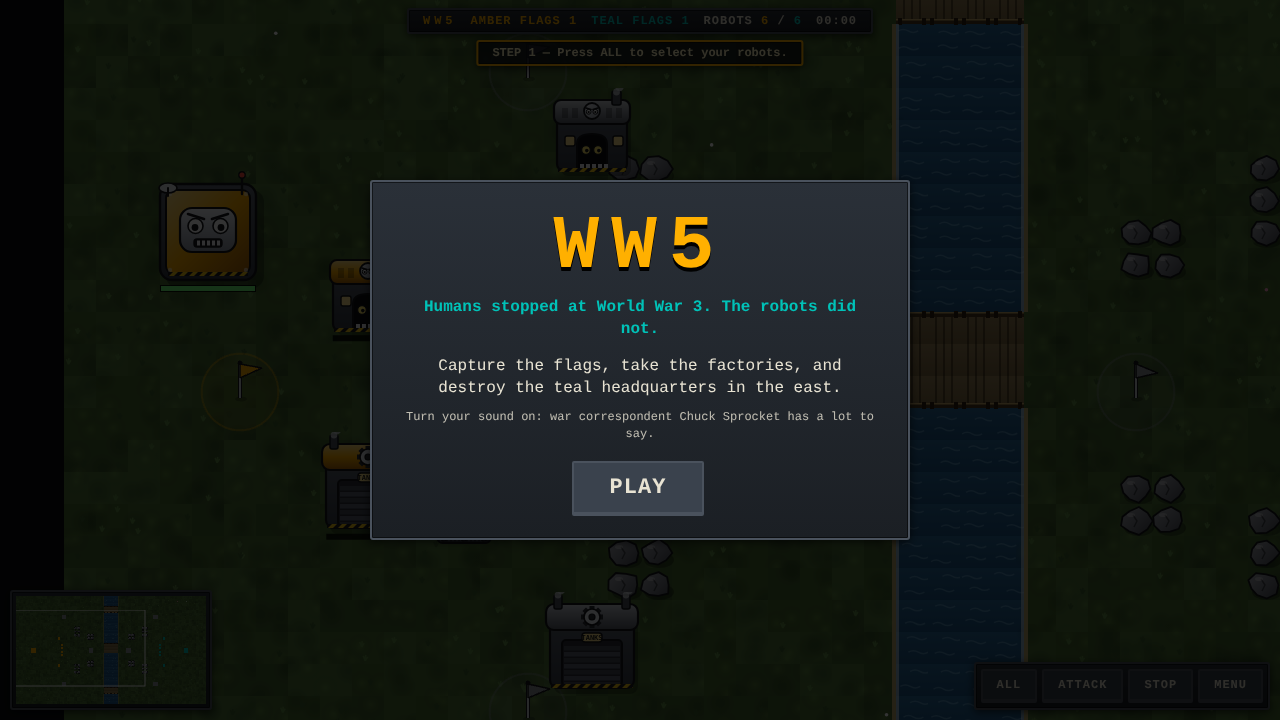 WW5 AMBER FLAGS 1 TEAL FLAGS 1 ROBOTS 6 / 6 00:00
STEP 1 — Press ALL to select your robots.
WW5
Humans stopped at World War 3. The robots did
not.
Capture the flags, take the factories, and
destroy the teal headquarters in the east.
Turn your sound on: war correspondent Chuck Sprocket has a lot to
say.
PLAY
ALL ATTACK STOP MENU